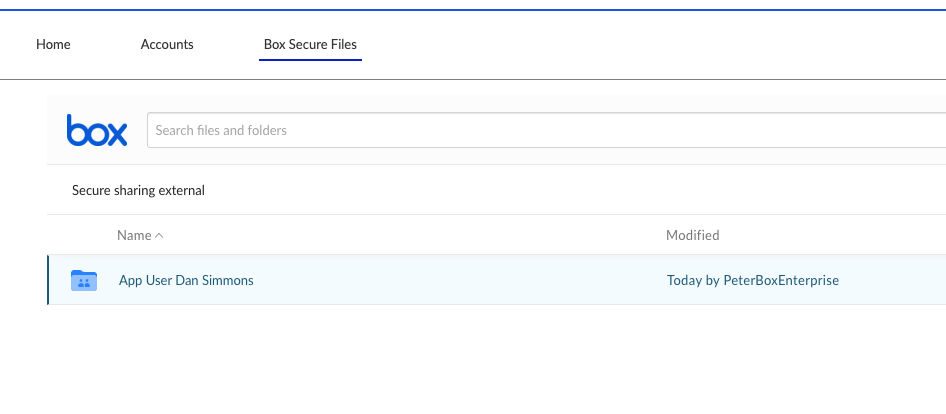 Home Accounts Box Secure Files
box Search files and folders
Secure sharing external
Name Modified
App User Dan Simmons Today by PeterBoxEnterprise